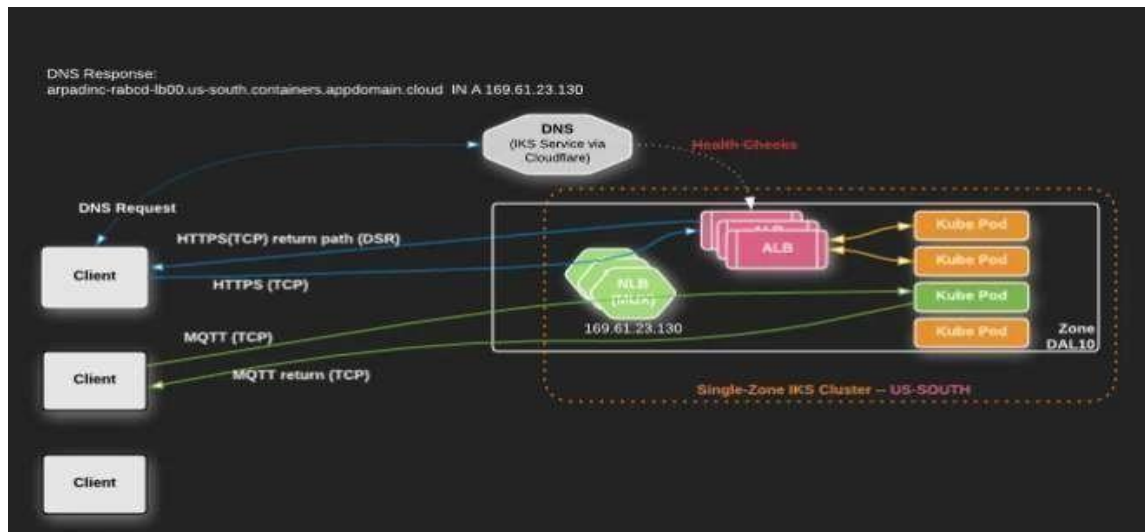 DNS Response:
arpadinc-rabcd-lb00.us-south.containers.appdomain.cloud IN A 169.61.23.130
DNS
(IKS Service via
Cloudflare)
Health Checks
DNS Request
HTTPS(TCP) return path (DSR)
Client
HTTPS (TCP)
ALB
ALB
Kube Pod
Kube Pod
NLB
(MUX)
169.61.23.130
Kube Pod
Kube Pod
Zone
DAL10
MQTT (TCP)
MQTT return (TCP)
Client
Single-Zone IKS Cluster – US-SOUTH
Client